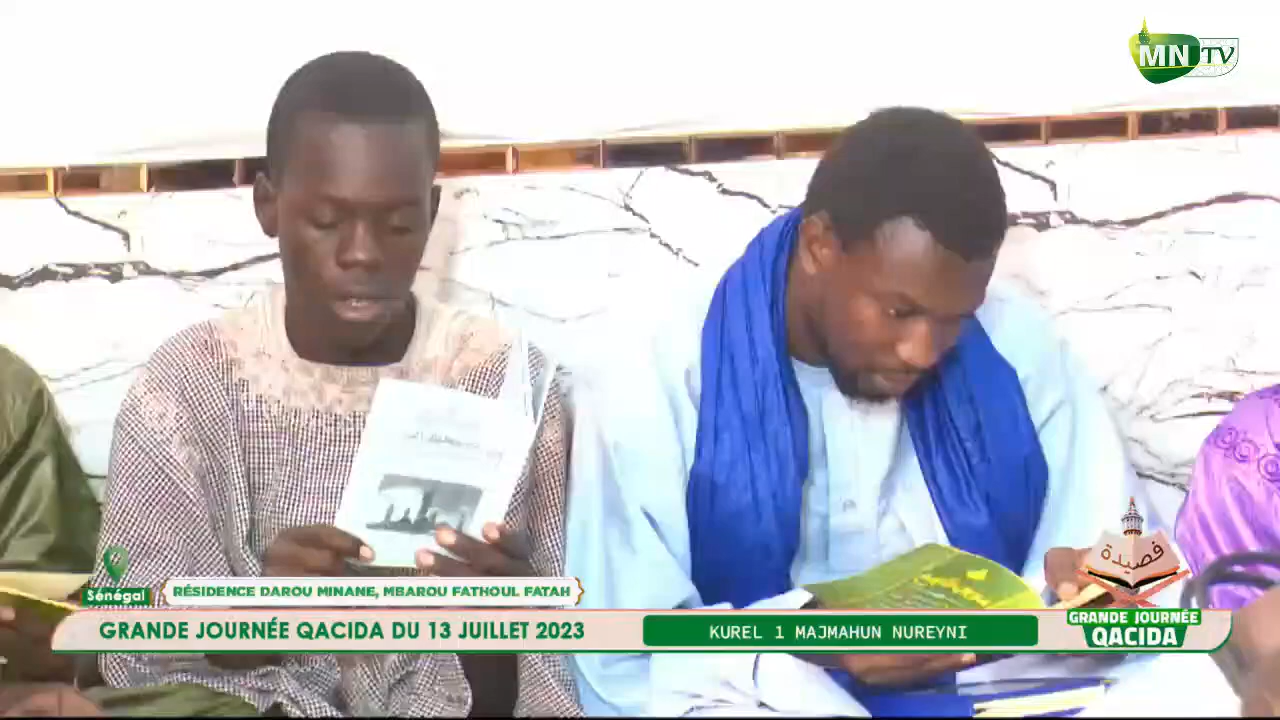 MN TV
Sénégal
RÉSIDENCE DAROU MINANE, MBAROU FATHOUL FATAH
GRANDE JOURNÉE QACIDA DU 13 JUILLET 2023
KUREL 1 MAJMAHUN NUREYNI
قصيدة
GRANDE JOURNÉE
QACIDA